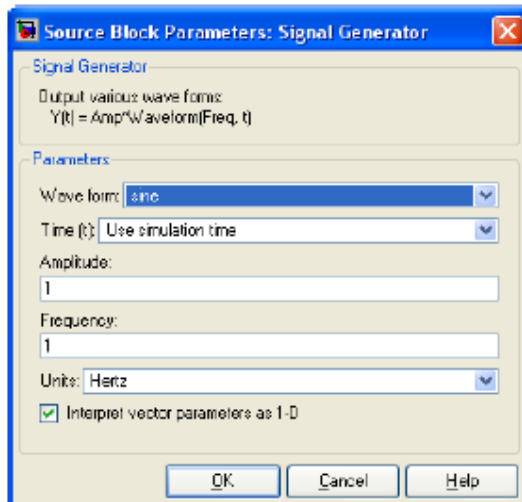 Source Block Parameters: Signal Generator
Signal Generator
Output various wave forms:
Y(t) = Amp*Waveform(Freq, t)
Parameters
Wave form: sine
Time (t): Use simulation time
Amplitude:
1
Frequency:
1
Units: Hertz
Interpret vector parameters as 1-D
OK Cancel Help